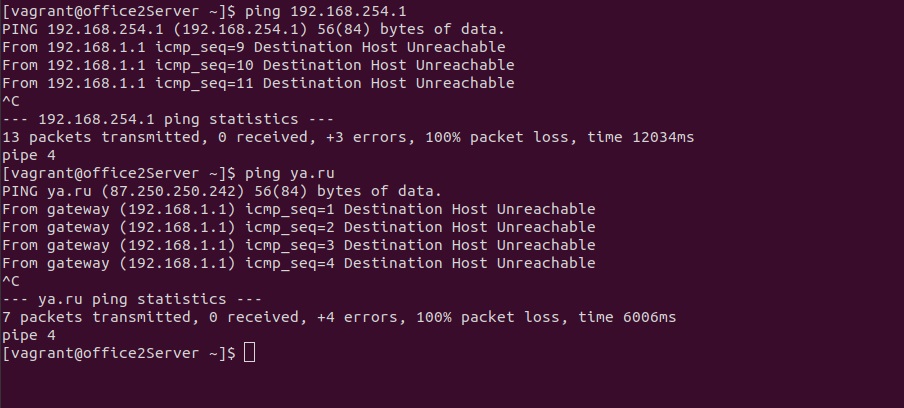 [vagrant@office2Server ~]$ ping 192.168.254.1
PING 192.168.254.1 (192.168.254.1) 56(84) bytes of data.
From 192.168.1.1 icmp_seq=9 Destination Host Unreachable
From 192.168.1.1 icmp_seq=10 Destination Host Unreachable
From 192.168.1.1 icmp_seq=11 Destination Host Unreachable
^C
--- 192.168.254.1 ping statistics ---
13 packets transmitted, 0 received, +3 errors, 100% packet loss, time 12034ms
pipe 4
[vagrant@office2Server ~]$ ping ya.ru
PING ya.ru (87.250.250.242) 56(84) bytes of data.
From gateway (192.168.1.1) icmp_seq=1 Destination Host Unreachable
From gateway (192.168.1.1) icmp_seq=2 Destination Host Unreachable
From gateway (192.168.1.1) icmp_seq=3 Destination Host Unreachable
From gateway (192.168.1.1) icmp_seq=4 Destination Host Unreachable
^C
--- ya.ru ping statistics ---
7 packets transmitted, 0 received, +4 errors, 100% packet loss, time 6006ms
pipe 4
[vagrant@office2Server ~]$